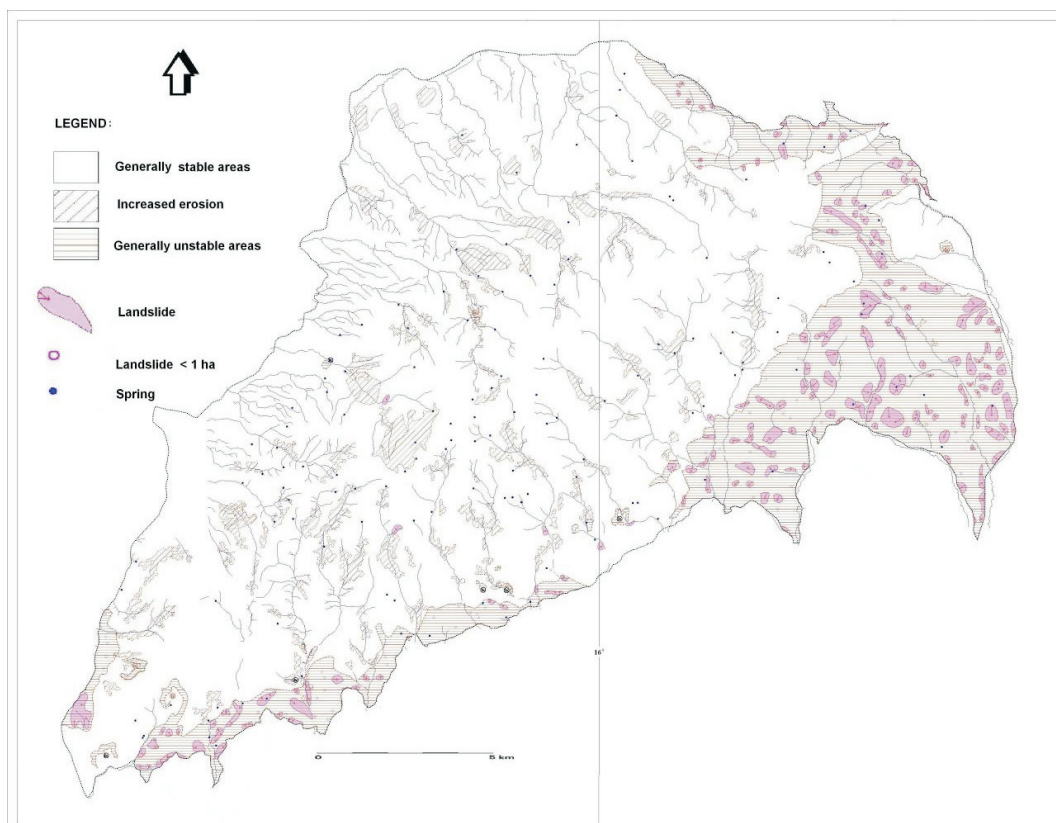 LEGEND:
Generally stable areas
Increased erosion
Generally unstable areas
Landslide
Landslide < 1 ha
Spring
16°
0 5 km